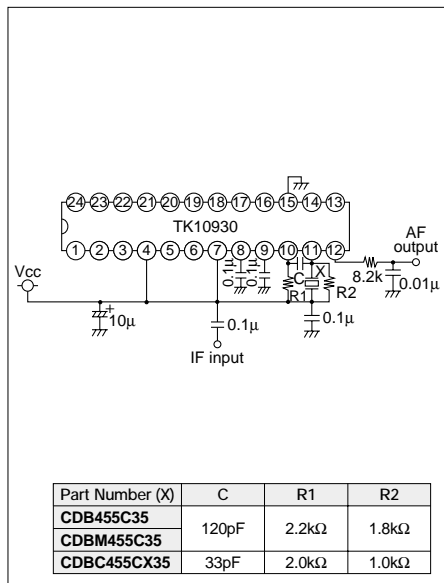 24 23 22 21 20 19 18 17 16 15 14 13
TK10930
1 2 3 4 5 6 7 8 9 10 11 12
AF
output
Vcc
0.1µ
0.1µ
C
X
R1
R2
8.2k
0.01µ
10µ
+
0.1µ
0.1µ
IF input
Part Number (X) C R1 R2
CDB455C35 120pF 2.2kΩ 1.8kΩ
CDBM455C35
CDBC455CX35 33pF 2.0kΩ 1.0kΩ